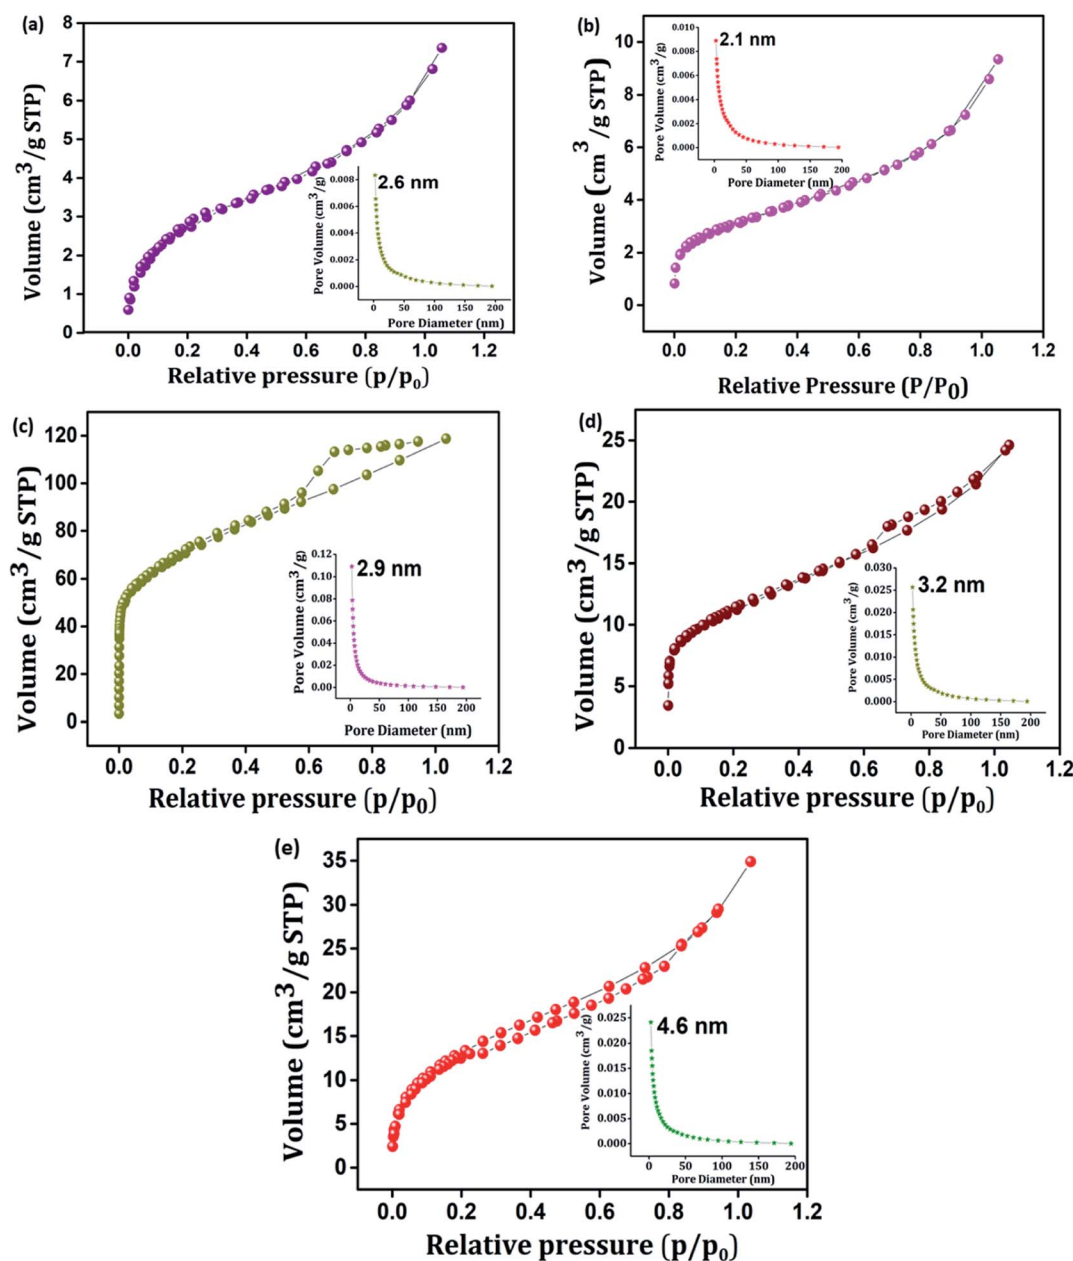 (a)
8
7
6
5
4
3
2
1
0
Volume (cm³/g STP)
0.0 0.2 0.4 0.6 0.8 1.0 1.2
Relative pressure (p/p₀)
2.6 nm
0.008
0.006
0.004
0.002
0.000
Pore Volume (cm³/g)
0 50 100 150 200
Pore Diameter (nm)
(b)
10
8
6
4
2
0
Volume (cm³/g STP)
0.0 0.2 0.4 0.6 0.8 1.0 1.2
Relative Pressure (P/P₀)
2.1 nm
0.010
0.008
0.006
0.004
0.002
0.000
Pore Volume (cm³/g)
0 50 100 150 200
Pore Diameter (nm)
(c)
120
100
80
60
40
20
0
Volume (cm³/g STP)
0.0 0.2 0.4 0.6 0.8 1.0 1.2
Relative pressure (p/p₀)
2.9 nm
0.12
0.10
0.08
0.06
0.04
0.02
0.00
Pore Volume (cm³/g)
0 50 100 150 200
Pore Diameter (nm)
(d)
25
20
15
10
5
0
Volume (cm³/g STP)
0.0 0.2 0.4 0.6 0.8 1.0 1.2
Relative pressure (p/p₀)
3.2 nm
0.030
0.025
0.020
0.015
0.010
0.005
0.000
Pore Volume (cm³/g)
0 50 100 150 200
Pore Diameter (nm)
(e)
35
30
25
20
15
10
5
0
Volume (cm³/g STP)
0.0 0.2 0.4 0.6 0.8 1.0 1.2
Relative pressure (p/p₀)
4.6 nm
0.025
0.020
0.015
0.010
0.005
0.000
Pore Volume (cm³/g)
0 50 100 150 200
Pore Diameter (nm)